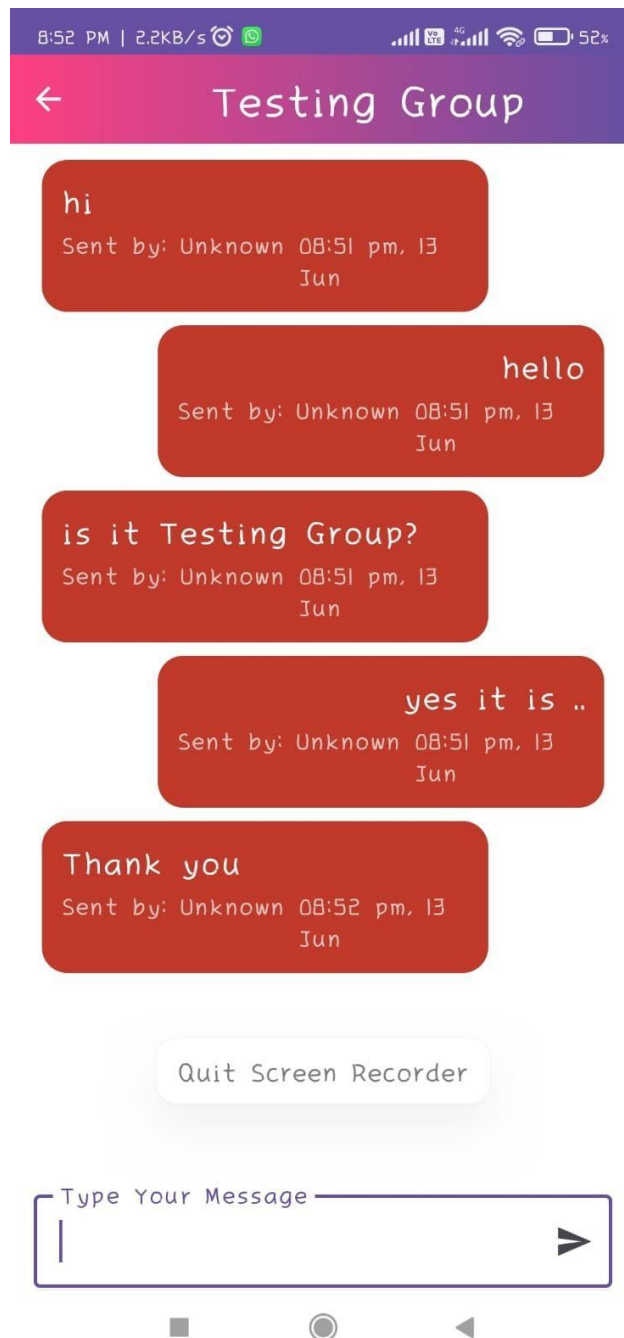 8:52 PM | 2.2KB/s
Vo LTE 4G 52%
Testing Group
hi
Sent by: Unknown 08:51 pm, 13
Jun
hello
Sent by: Unknown 08:51 pm, 13
Jun
is it Testing Group?
Sent by: Unknown 08:51 pm, 13
Jun
yes it is ..
Sent by: Unknown 08:51 pm, 13
Jun
Thank you
Sent by: Unknown 08:52 pm, 13
Jun
Quit Screen Recorder
Type Your Message